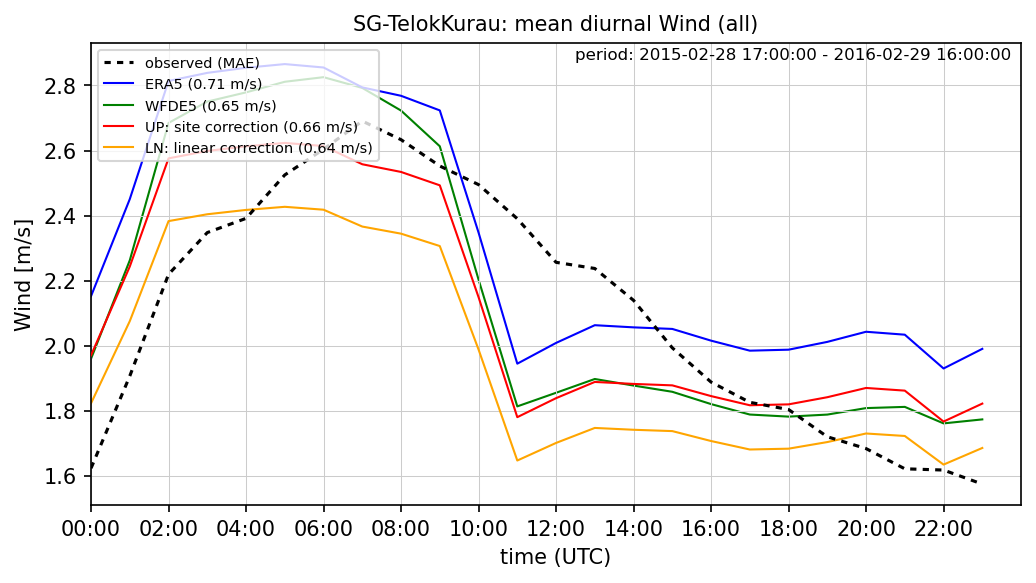 SG-TelokKurau: mean diurnal Wind (all)
period: 2015-02-28 17:00:00 - 2016-02-29 16:00:00
observed (MAE)
ERA5 (0.71 m/s)
WFDE5 (0.65 m/s)
UP: site correction (0.66 m/s)
LN: linear correction (0.64 m/s)
Wind [m/s]
2.8
2.6
2.4
2.2
2.0
1.8
1.6
00:00 02:00 04:00 06:00 08:00 10:00 12:00 14:00 16:00 18:00 20:00 22:00
time (UTC)